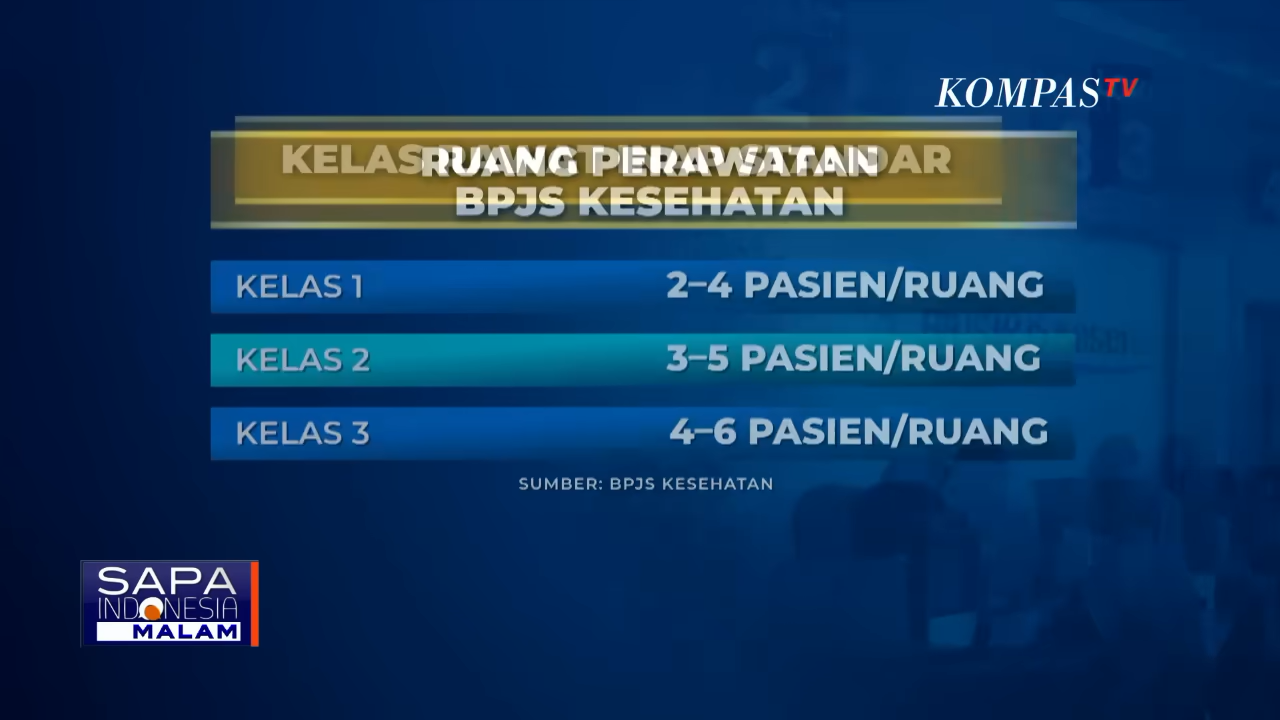 KOMPAS TV
RUANG PERAWATAN
BPJS KESEHATAN
KELAS 1 2–4 PASIEN/RUANG
KELAS 2 3–5 PASIEN/RUANG
KELAS 3 4–6 PASIEN/RUANG
SUMBER: BPJS KESEHATAN
SAPA
INDONESIA
MALAM